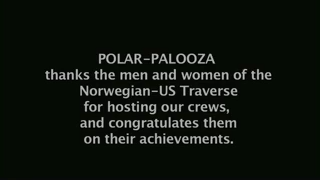 POLAR-PALOOZA
thanks the men and women of the
Norwegian-US Traverse
for hosting our crews,
and congratulates them
on their achievements.